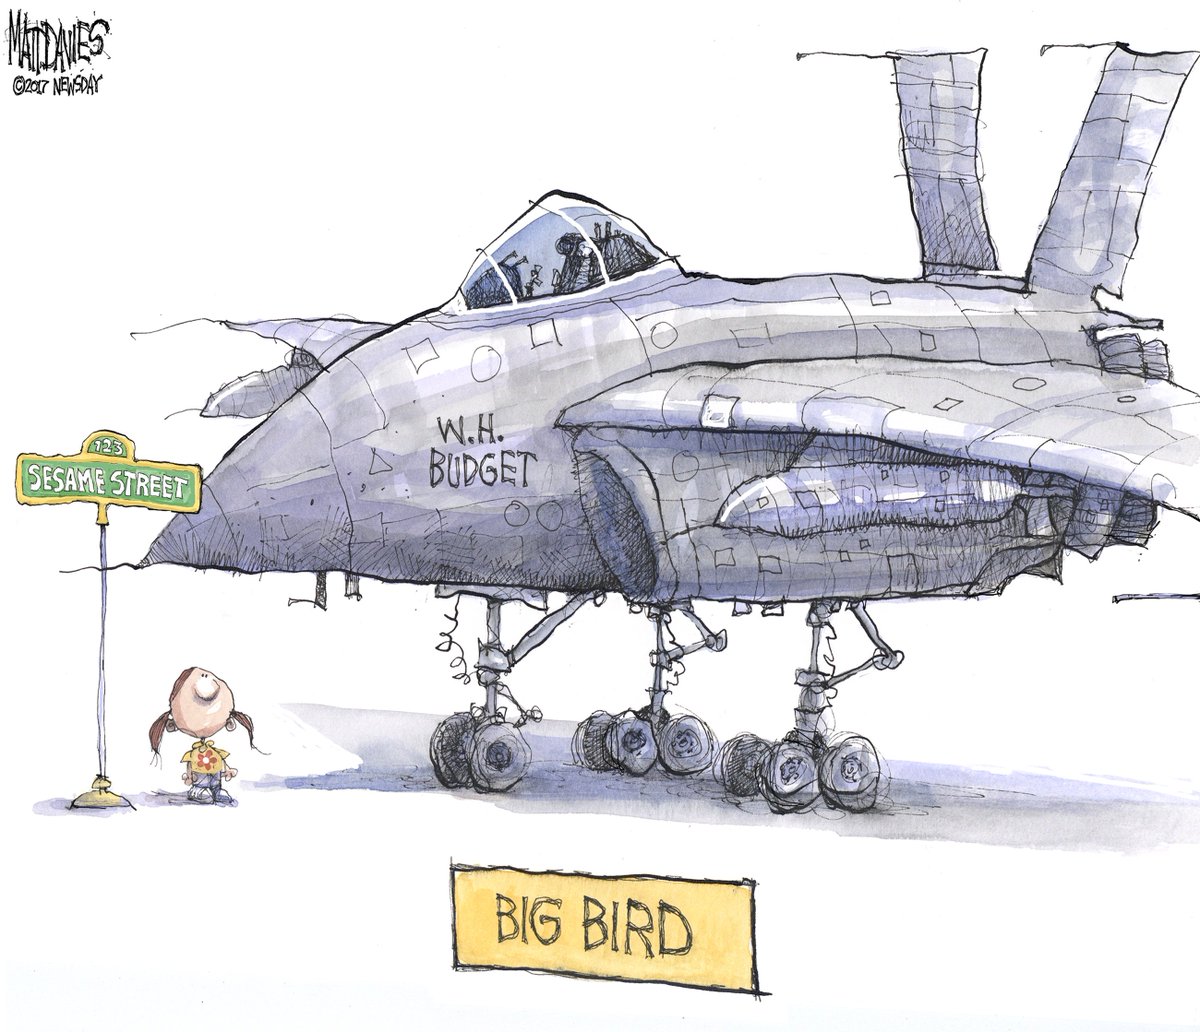 MATT DAVIES
©2017 NEWSDAY
W.H.
BUDGET
123
SESAME STREET
BIG BIRD